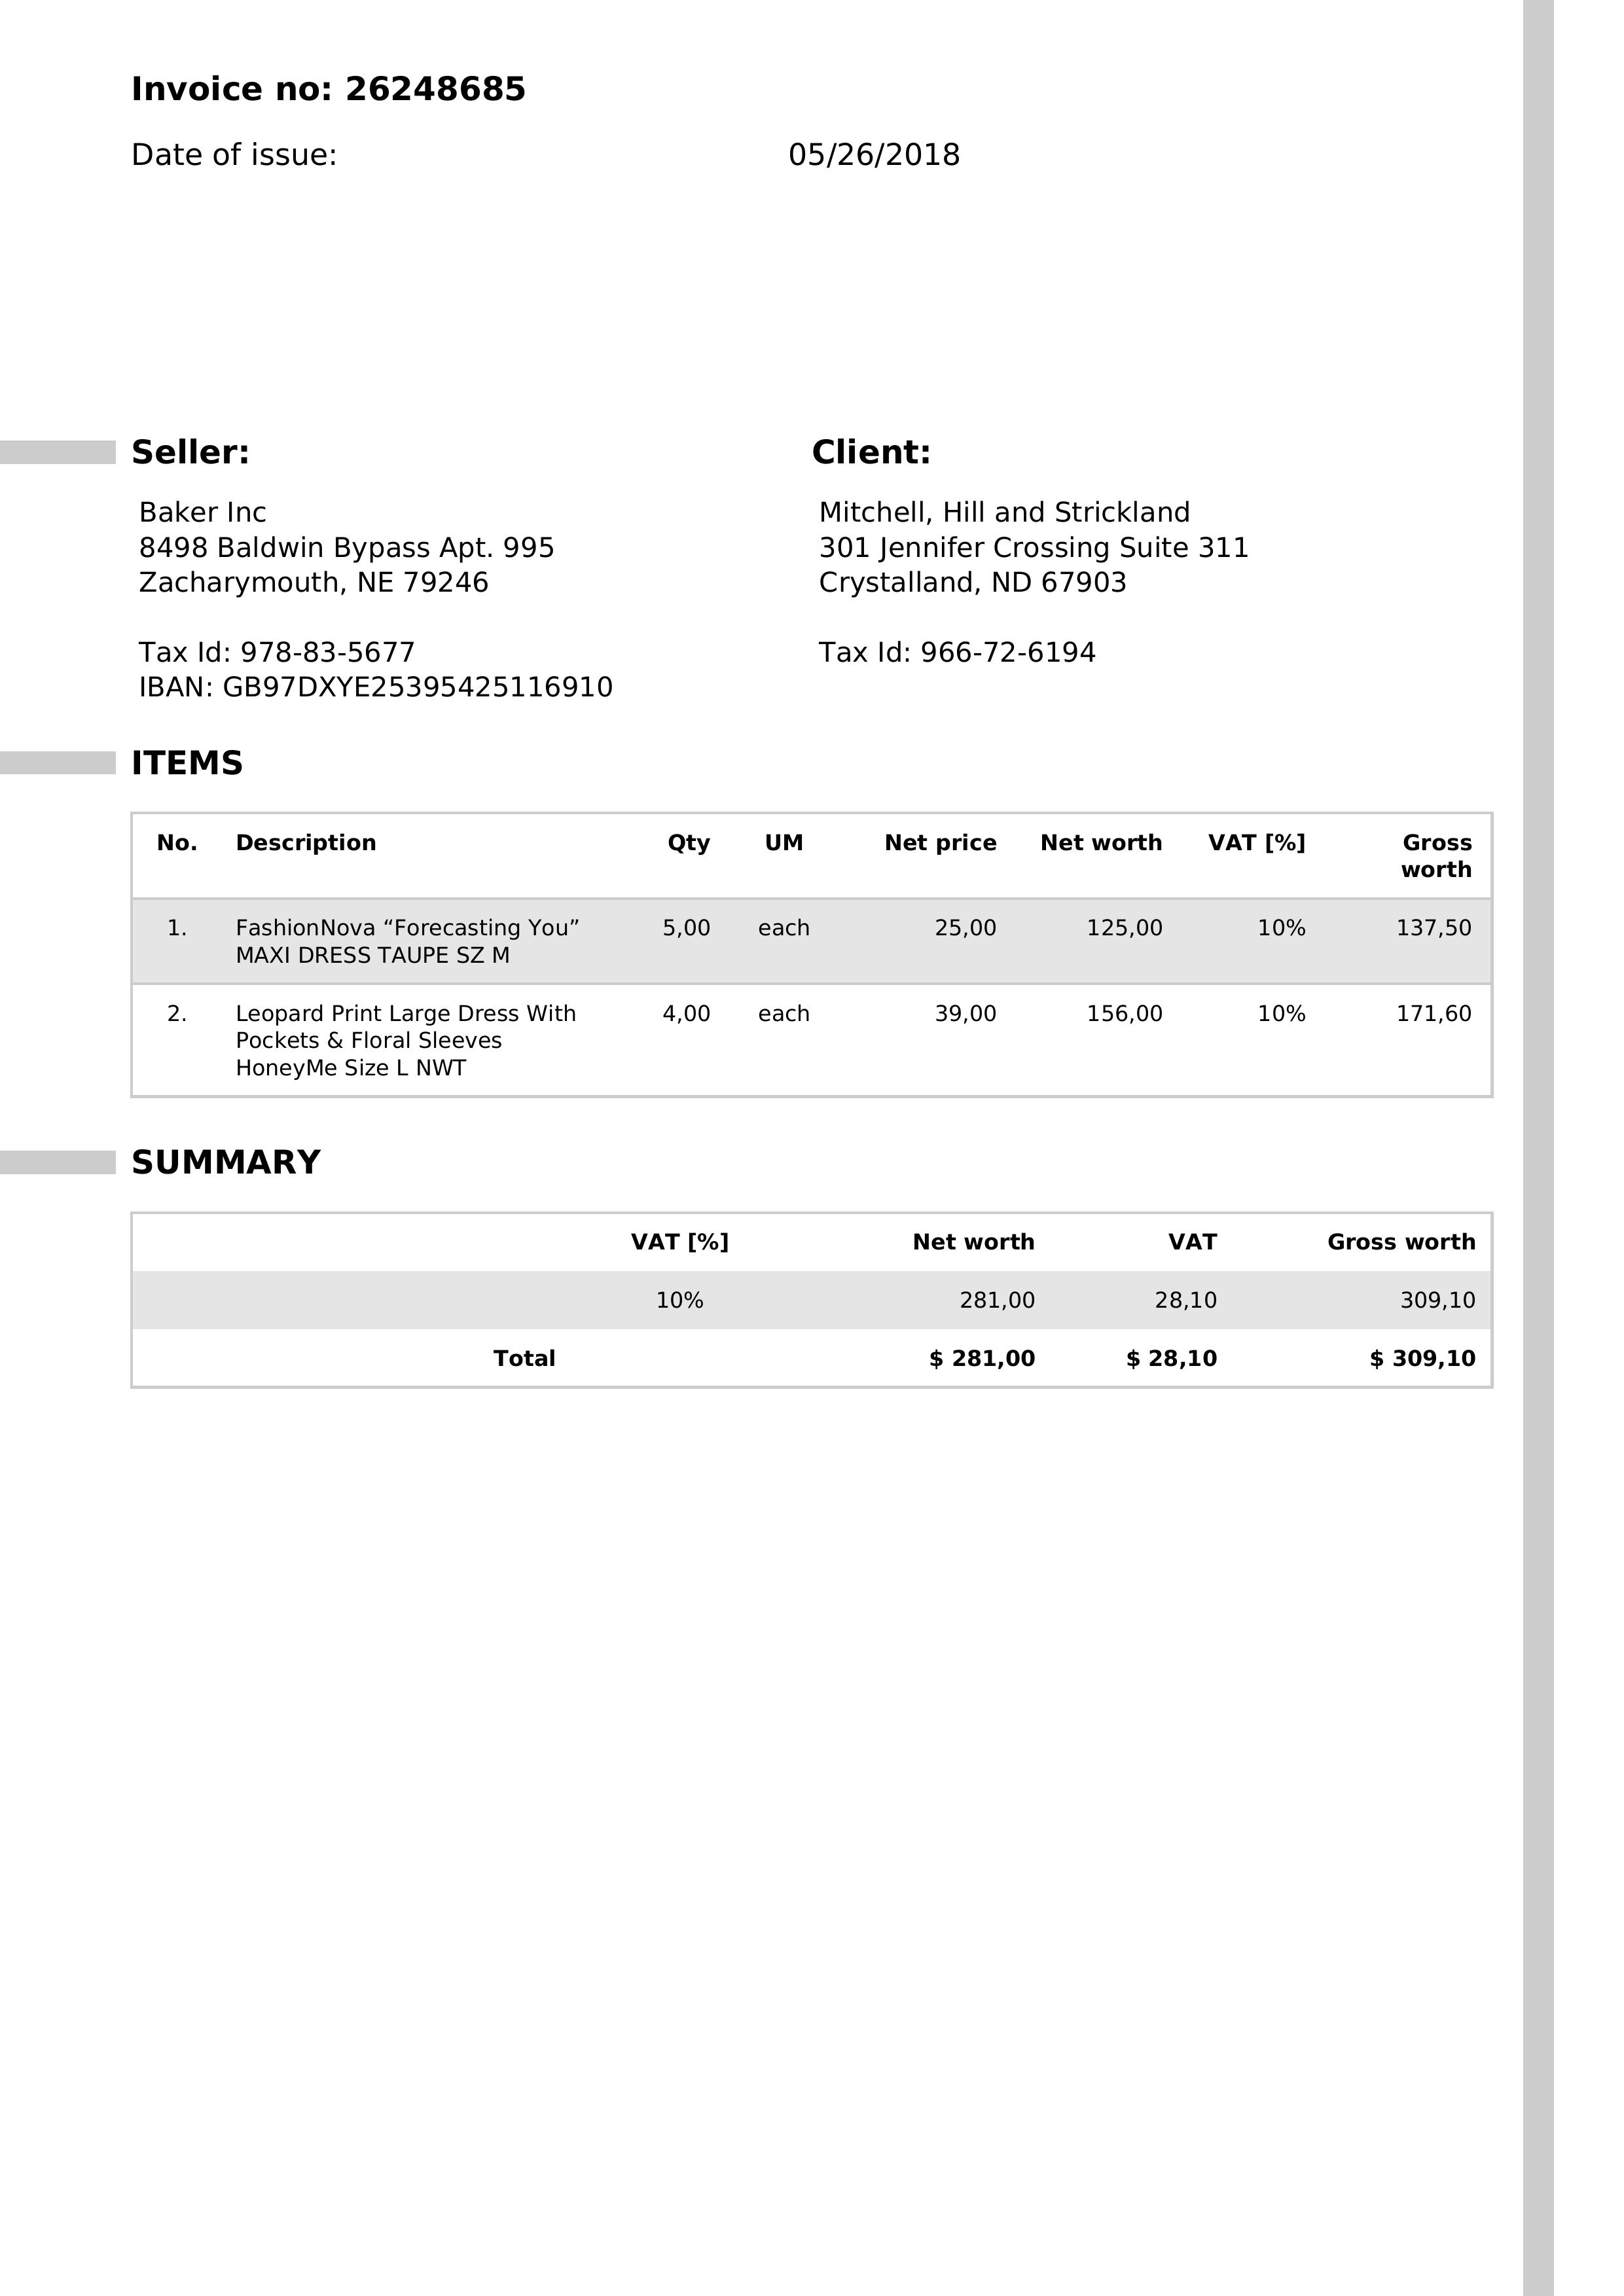 Invoice no: 26248685
Date of issue: 05/26/2018
Seller:
Baker Inc
8498 Baldwin Bypass Apt. 995
Zacharymouth, NE 79246
Tax Id: 978-83-5677
IBAN: GB97DXYE25395425116910
Client:
Mitchell, Hill and Strickland
301 Jennifer Crossing Suite 311
Crystalland, ND 67903
Tax Id: 966-72-6194
ITEMS
No. Description Qty UM Net price Net worth VAT [%] Gross
worth
1. FashionNova “Forecasting You” 5,00 each 25,00 125,00 10% 137,50
MAXI DRESS TAUPE SZ M
2. Leopard Print Large Dress With 4,00 each 39,00 156,00 10% 171,60
Pockets & Floral Sleeves
HoneyMe Size L NWT
SUMMARY
VAT [%] Net worth VAT Gross worth
10% 281,00 28,10 309,10
Total $ 281,00 $ 28,10 $ 309,10